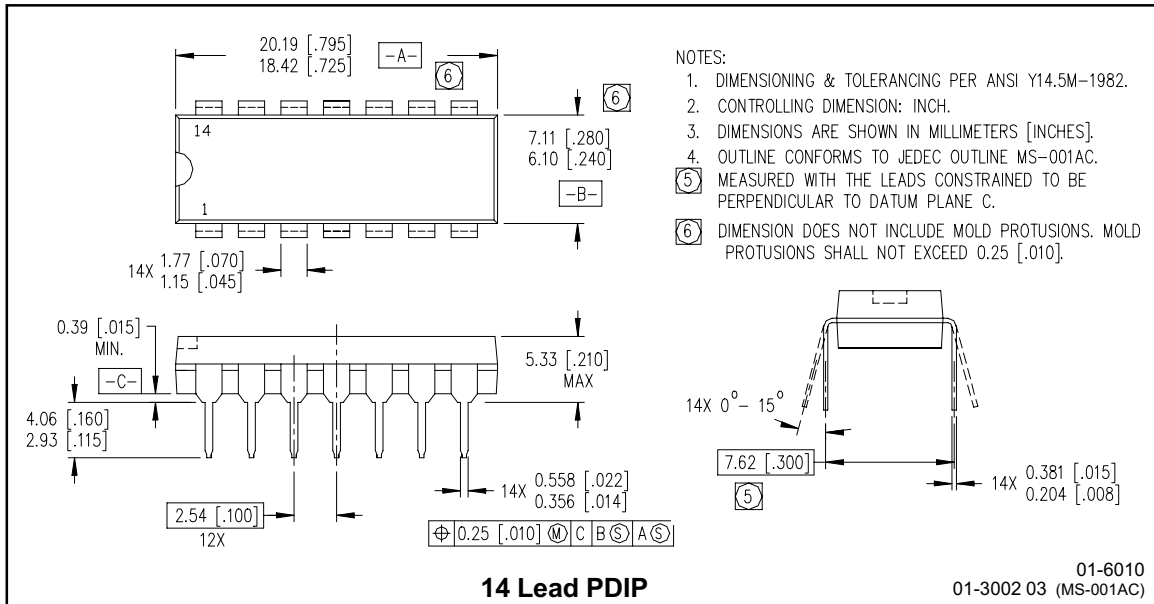 20.19 [.795]
18.42 [.725]
-A-
6
6
14
1
7.11 [.280]
6.10 [.240]
-B-
14X 1.77 [.070]
1.15 [.045]
NOTES:
1. DIMENSIONING & TOLERANCING PER ANSI Y14.5M-1982.
2. CONTROLLING DIMENSION: INCH.
3. DIMENSIONS ARE SHOWN IN MILLIMETERS [INCHES].
4. OUTLINE CONFORMS TO JEDEC OUTLINE MS-001AC.
5 MEASURED WITH THE LEADS CONSTRAINED TO BE
PERPENDICULAR TO DATUM PLANE C.
6 DIMENSION DOES NOT INCLUDE MOLD PROTUSIONS. MOLD
PROTUSIONS SHALL NOT EXCEED 0.25 [.010].
0.39 [.015]
MIN.
-C-
4.06 [.160]
2.93 [.115]
5.33 [.210]
MAX
2.54 [.100]
12X
14X 0.558 [.022]
0.356 [.014]
⌖ 0.25 [.010] Ⓜ C B Ⓢ A Ⓢ
14X 0°- 15°
7.62 [.300]
5
14X 0.381 [.015]
0.204 [.008]
14 Lead PDIP
01-6010
01-3002 03 (MS-001AC)